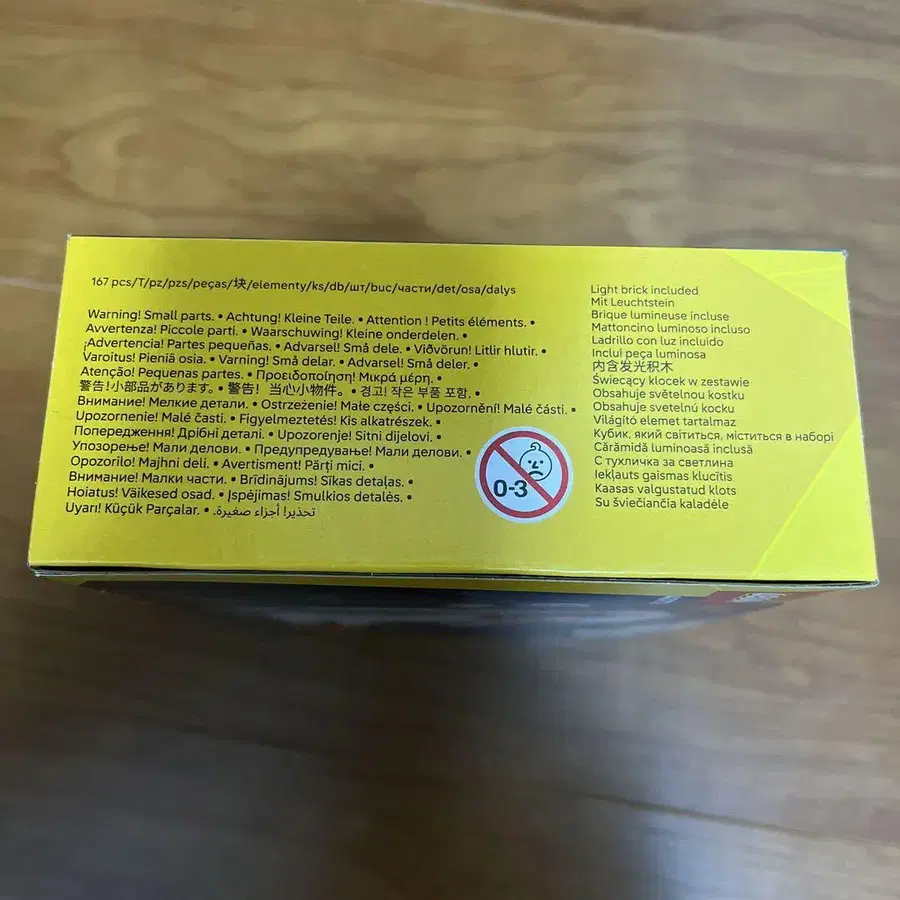 167 pcs/T/pz/pzs/peças/块/elementy/ks/db/шт/buc/части/det/osa/dalys
Warning! Small parts. • Achtung! Kleine Teile. • Attention ! Petits éléments. •
Avvertenza! Piccole parti. • Waarschuwing! Kleine onderdelen. •
¡Advertencia! Partes pequeñas. • Advarsel! Små dele. • Viðvörun! Litlir hlutir. •
Varoitus! Pieniä osia. • Varning! Små delar. • Advarsel! Små deler. •
Atenção! Pequenas partes. • Προειδοποίηση! Μικρά μέρη. •
警告!小部品があります。• 警告! 当心小物件。• 경고! 작은 부품 포함. •
Внимание! Мелкие детали. • Ostrzeżenie! Małe części. • Upozornění! Malé části. •
Upozornenie! Malé časti. • Figyelmeztetés! Kis alkatrészek. •
Попередження! Дрібні деталі. • Upozorenje! Sitni dijelovi. •
Упозорење! Мали делови. • Предупредување! Мали делови. •
Opozorilo! Majhni deli. • Avertisment! Părți mici. •
Внимание! Малки части. • Brīdinājums! Sīkas detaļas. •
Hoiatus! Väikesed osad. • Įspėjimas! Smulkios detalės. •
Uyarı! Küçük Parçalar. • تحذير! أجزاء صغيرة.
0-3
Light brick included
Mit Leuchtstein
Brique lumineuse incluse
Mattoncino luminoso incluso
Ladrillo con luz incluido
Inclui peça luminosa
内含发光积木
Świecący klocek w zestawie
Obsahuje světelnou kostku
Obsahuje svetelnú kocku
Világító elemet tartalmaz
Кубик, який світиться, міститься в наборі
Cărămidă luminoasă inclusă
С тухличка за светлина
Iekļauts gaismas klucītis
Kaasas valgustatud klots
Su šviečiančia kaladėle